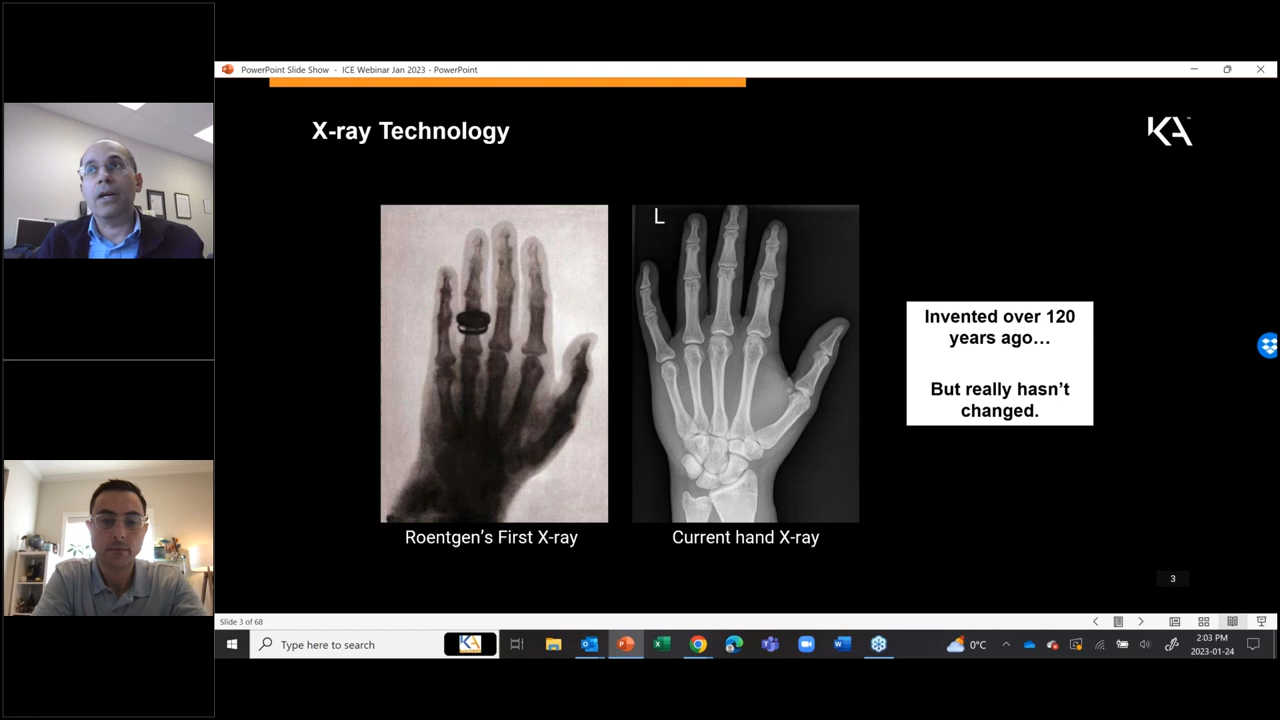 PowerPoint Slide Show - ICE Webinar Jan 2023 - PowerPoint
X-ray Technology
KA
L
Invented over 120
years ago…
But really hasn’t
changed.
Roentgen’s First X-ray
Current hand X-ray
3
Slide 3 of 68
Type here to search
KA
0°C
2:03 PM
2023-01-24